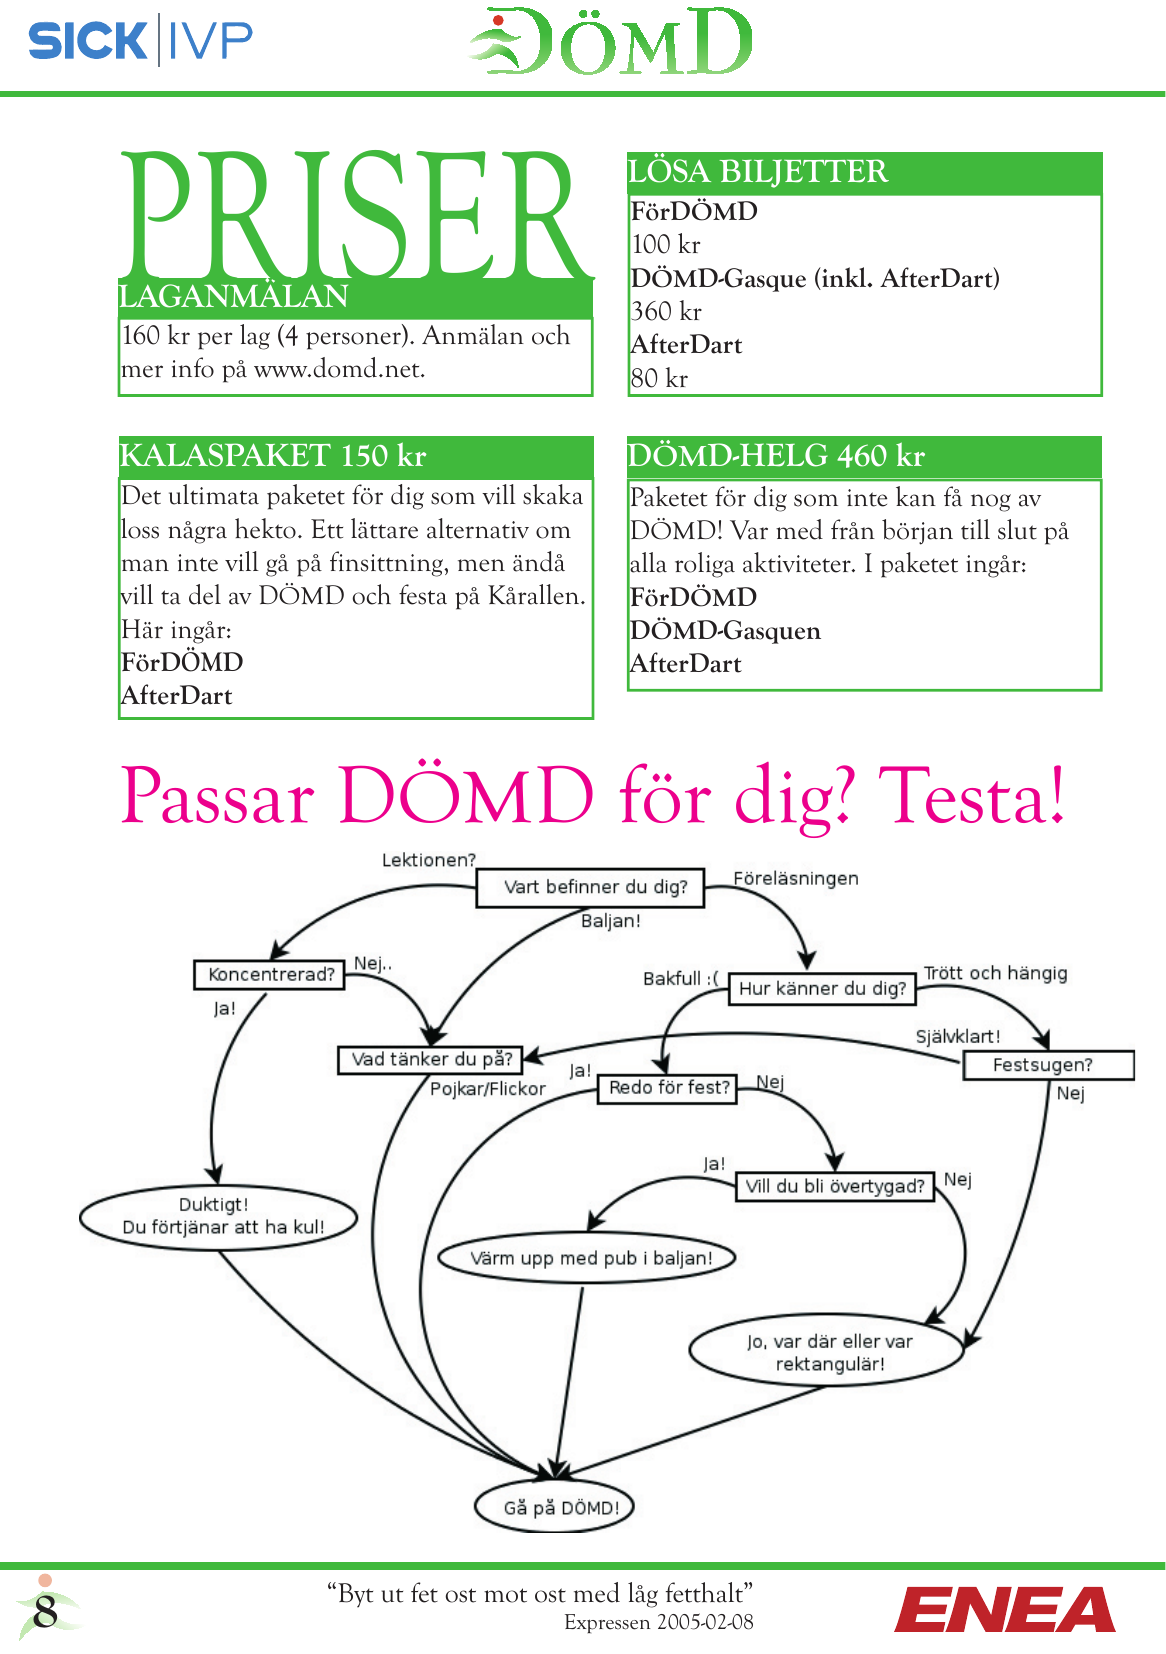 SICK IVP
DÖMD
PRISER
LAGANMÄLAN
160 kr per lag (4 personer). Anmälan och
mer info på www.domd.net.
LÖSA BILJETTER
FörDÖMD
100 kr
DÖMD-Gasque (inkl. AfterDart)
360 kr
AfterDart
80 kr
KALASPAKET 150 kr
Det ultimata paketet för dig som vill skaka
loss några hekto. Ett lättare alternativ om
man inte vill gå på finsittning, men ändå
vill ta del av DÖMD och festa på Kårallen.
Här ingår:
FörDÖMD
AfterDart
DÖMD-HELG 460 kr
Paketet för dig som inte kan få nog av
DÖMD! Var med från början till slut på
alla roliga aktiviteter. I paketet ingår:
FörDÖMD
DÖMD-Gasquen
AfterDart
Passar DÖMD för dig? Testa!
Lektionen?
Vart befinner du dig?
Föreläsningen
Baljan!
Koncentrerad?
Nej..
Ja!
Bakfull :(
Hur känner du dig?
Trött och hängig
Självklart!
Vad tänker du på?
Pojkar/Flickor
Ja!
Redo för fest?
Nej
Festsugen?
Nej
Ja!
Vill du bli övertygad?
Nej
Duktigt!
Du förtjänar att ha kul!
Värm upp med pub i baljan!
Jo, var där eller var
rektangulär!
Gå på DÖMD!
8
“Byt ut fet ost mot ost med låg fetthalt”
Expressen 2005-02-08
ENEA